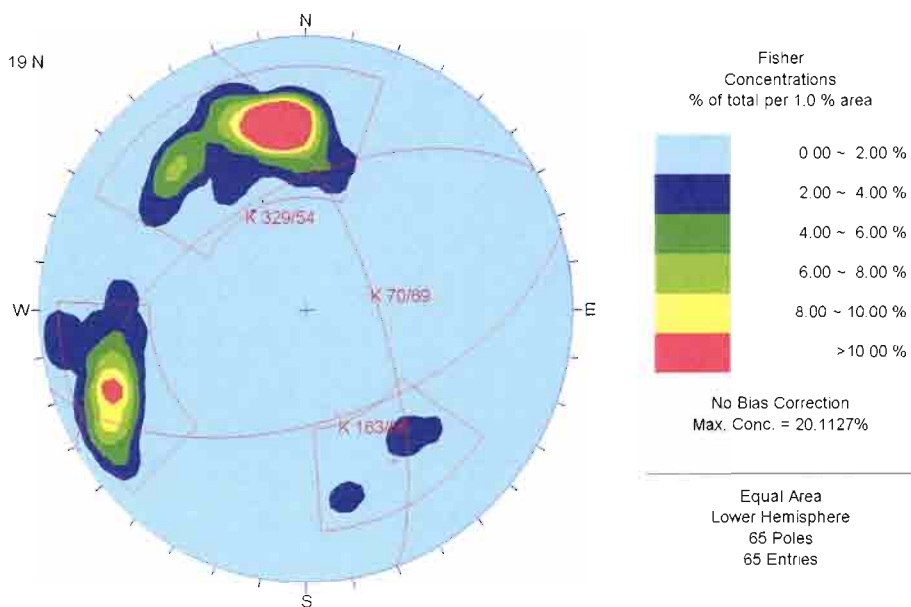 19 N
N
W
E
S
K 329/54
K 70/69
K 163/
Fisher
Concentrations
% of total per 1.0 % area
0 00 ~ 2.00 %
2.00 ~ 4.00 %
4.00 ~ 6.00 %
6.00 ~ 8.00 %
8.00 ~ 10.00 %
>10 00 %
No Bias Correction
Max. Conc. = 20.1127%
Equal Area
Lower Hemisphere
65 Poles
65 Entries